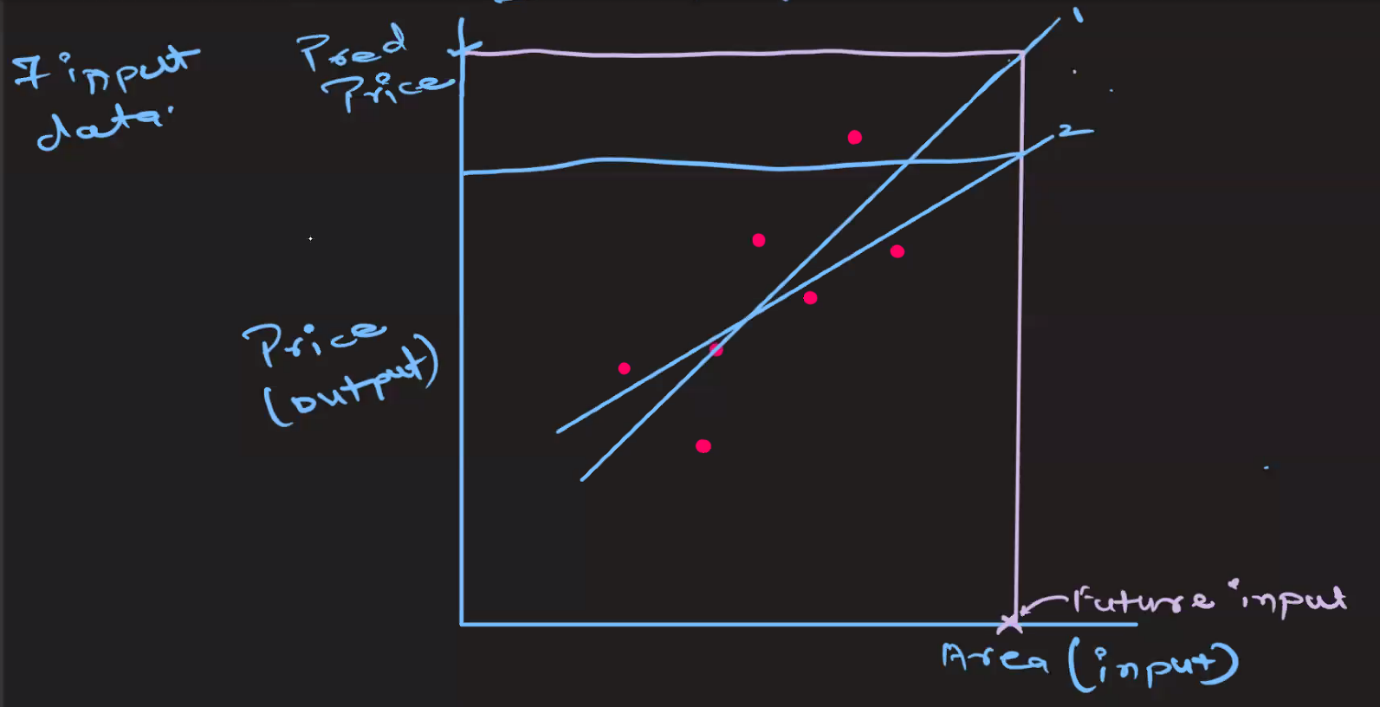 7 input
data.
Pred
Price
1
2
Price
(output)
Future input
Area (input)